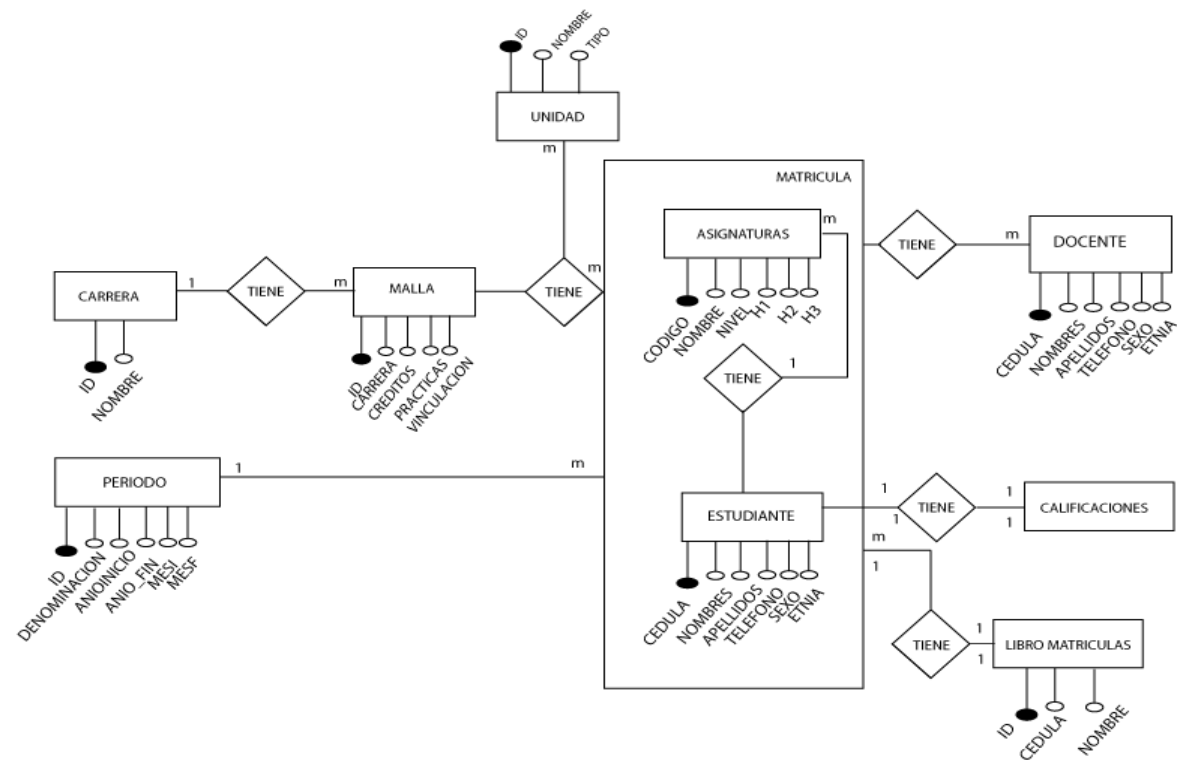 ID
NOMBRE
TIPO
UNIDAD
m
MATRICULA
ASIGNATURAS
m
CODIGO
NOMBRE
NIVEL
H1
H2
H3
TIENE
m
DOCENTE
CEDULA
NOMBRES
APELLIDOS
TELEFONO
SEXO
ETNIA
CARRERA
1
TIENE
m
MALLA
TIENE
m
ID
NOMBRE
ID
CARRERA
CREDITOS
PRACTICAS
VINCULACION
TIENE
1
PERIODO
1
m
ID
DENOMINACION
ANIOINICIO
ANIO_FIN
MESI
MESF
ESTUDIANTE
CEDULA
NOMBRES
APELLIDOS
TELEFONO
SEXO
ETNIA
1
1
TIENE
1
1
CALIFICACIONES
m
1
TIENE
1
1
LIBRO MATRICULAS
ID
CEDULA
NOMBRE